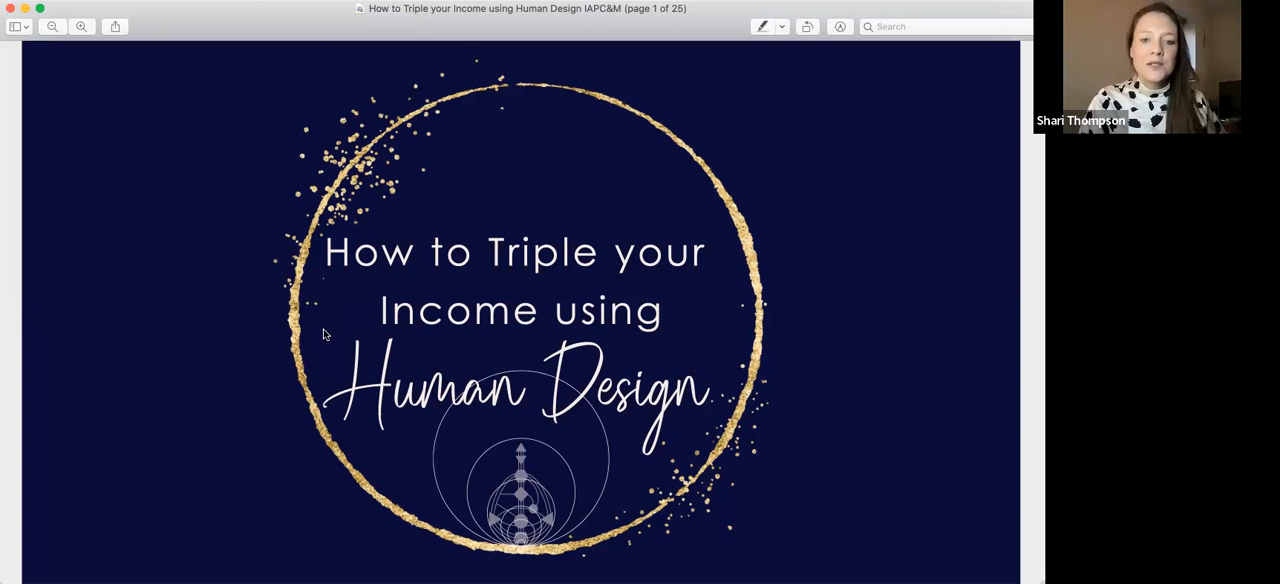 How to Triple your Income using Human Design IAPC&M (page 1 of 25)
Search
Shari Thompson
How to Triple your
Income using
Human Design